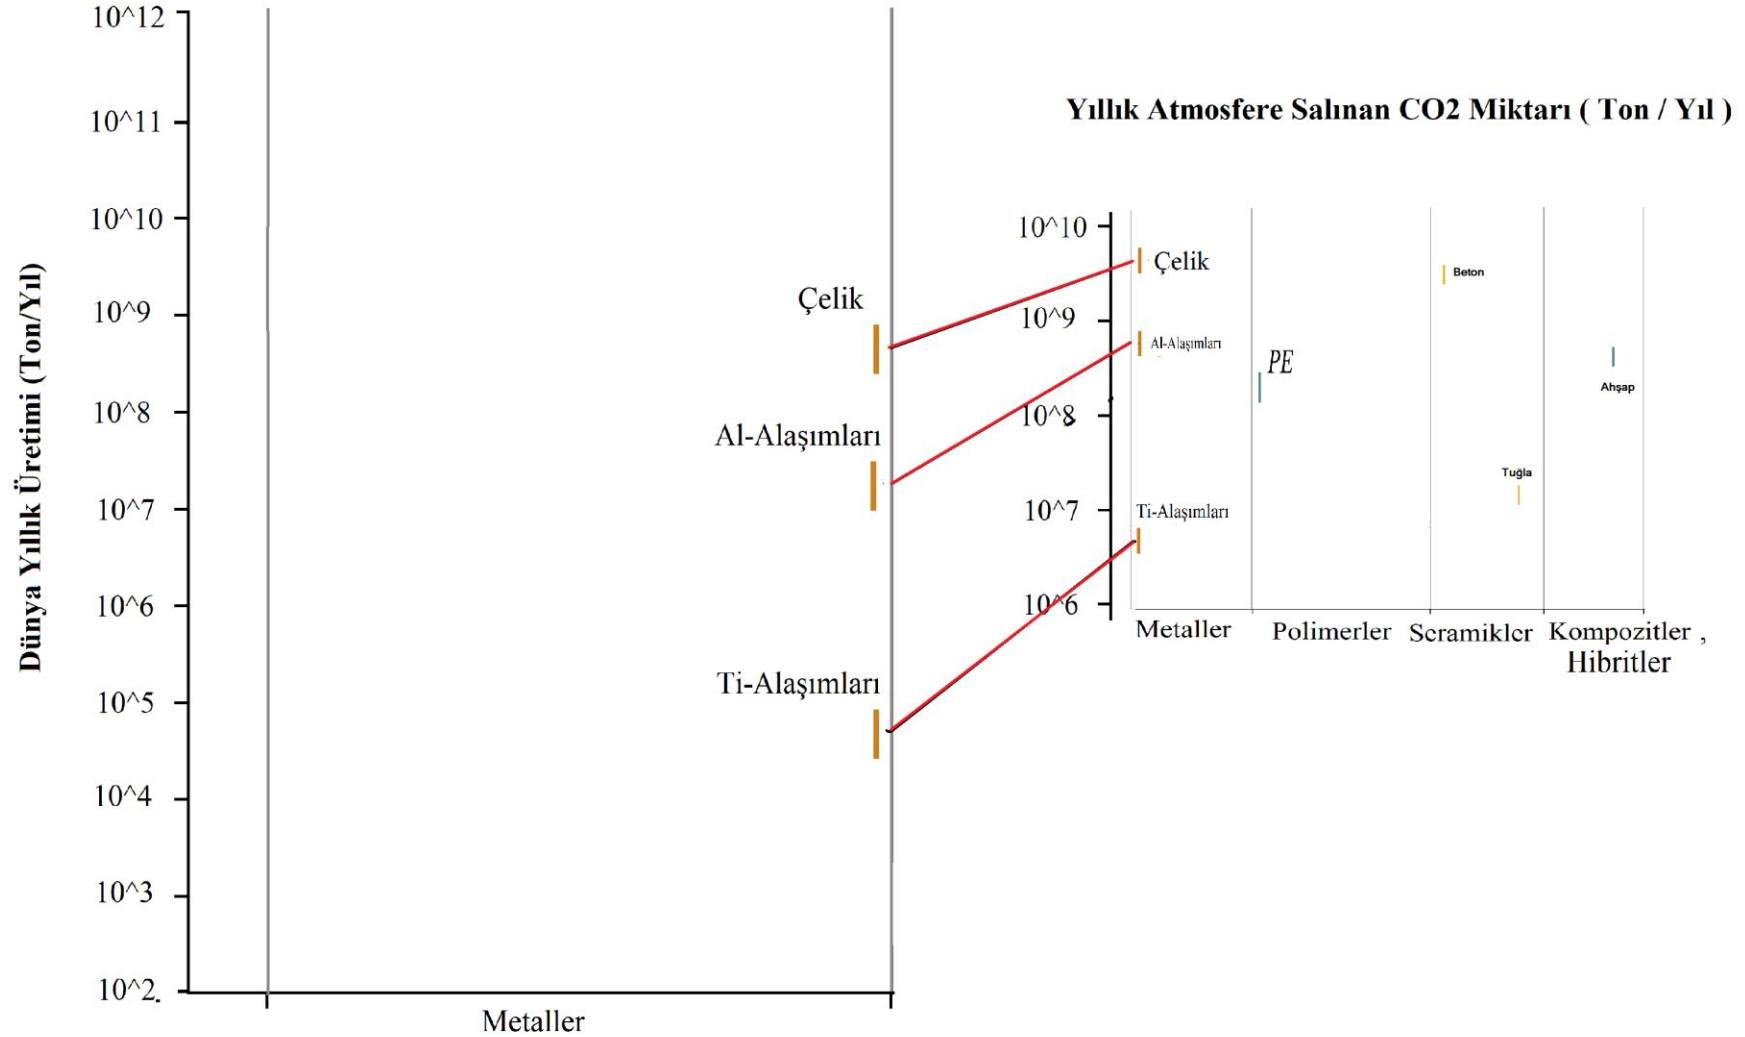 Dünya Yıllık Üretimi (Ton/Yıl)
10^12
10^11
10^10
10^9
10^8
10^7
10^6
10^5
10^4
10^3
10^2
Çelik
Al-Alaşımları
Ti-Alaşımları
Metaller
Yıllık Atmosfere Salınan CO2 Miktarı ( Ton / Yıl )
10^10
10^9
10^8
10^7
10^6
Çelik
Al-Alaşımları
Ti-Alaşımları
PE
Beton
Tuğla
Ahşap
Metaller
Polimerler
Seramikler
Kompozitler ,
Hibritler